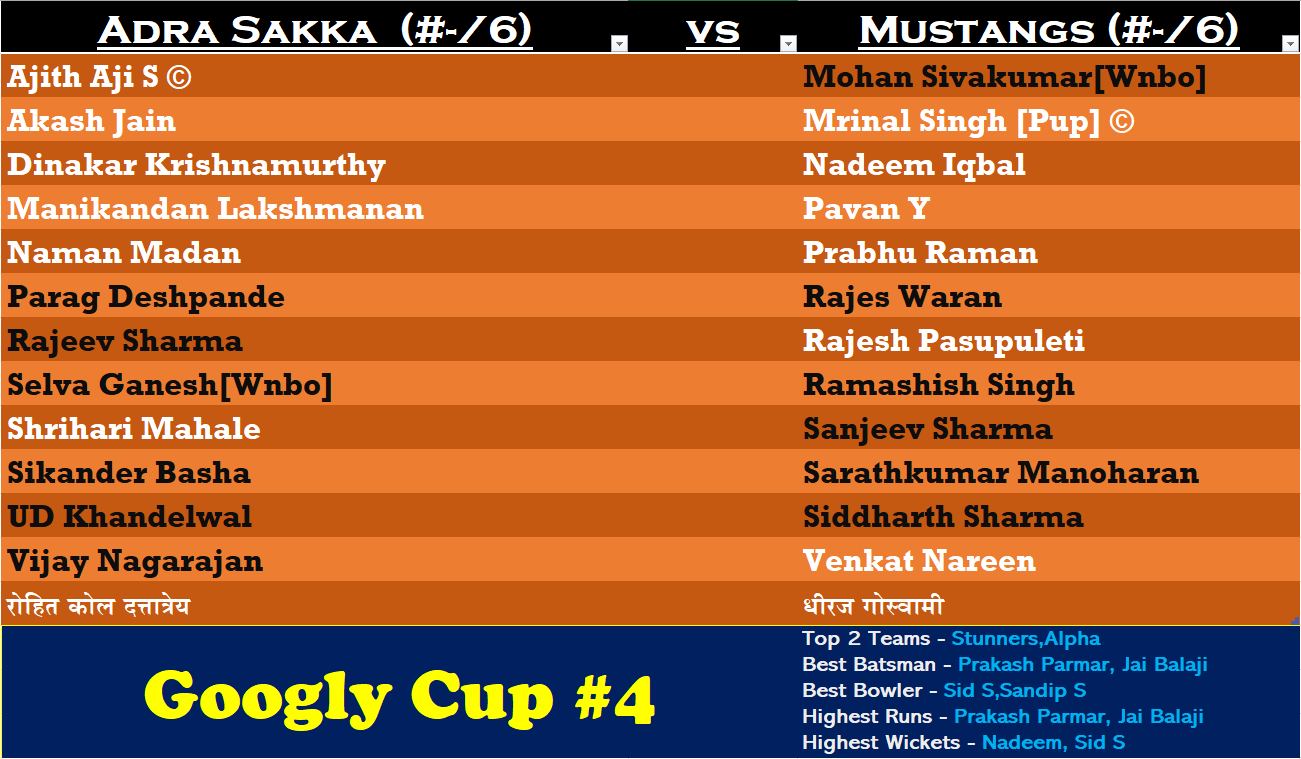 Adra Sakka (#-/6) vs Mustangs (#-/6)
Ajith Aji S © Mohan Sivakumar[Wnbo]
Akash Jain Mrinal Singh [Pup] ©
Dinakar Krishnamurthy Nadeem Iqbal
Manikandan Lakshmanan Pavan Y
Naman Madan Prabhu Raman
Parag Deshpande Rajes Waran
Rajeev Sharma Rajesh Pasupuleti
Selva Ganesh[Wnbo] Ramashish Singh
Shrihari Mahale Sanjeev Sharma
Sikander Basha Sarathkumar Manoharan
UD Khandelwal Siddharth Sharma
Vijay Nagarajan Venkat Nareen
रोहित कोल दत्तात्रेय धीरज गोस्वामी
Googly Cup #4
Top 2 Teams - Stunners,Alpha
Best Batsman - Prakash Parmar, Jai Balaji
Best Bowler - Sid S,Sandip S
Highest Runs - Prakash Parmar, Jai Balaji
Highest Wickets - Nadeem, Sid S